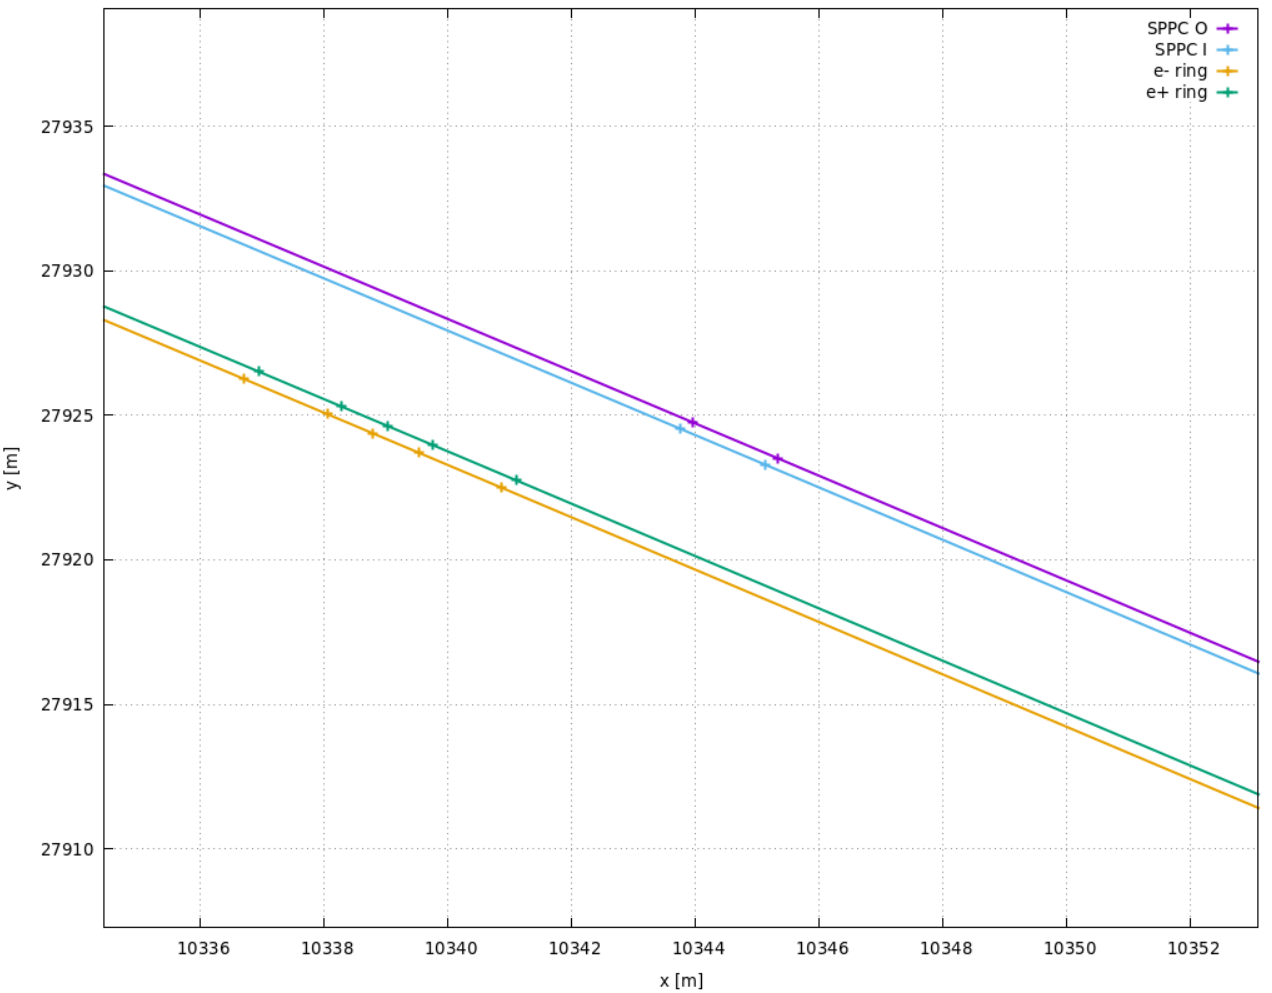 SPPC O
SPPC I
e- ring
e+ ring
27935
27930
27925
27920
27915
27910
y [m]
10336 10338 10340 10342 10344 10346 10348 10350 10352
x [m]